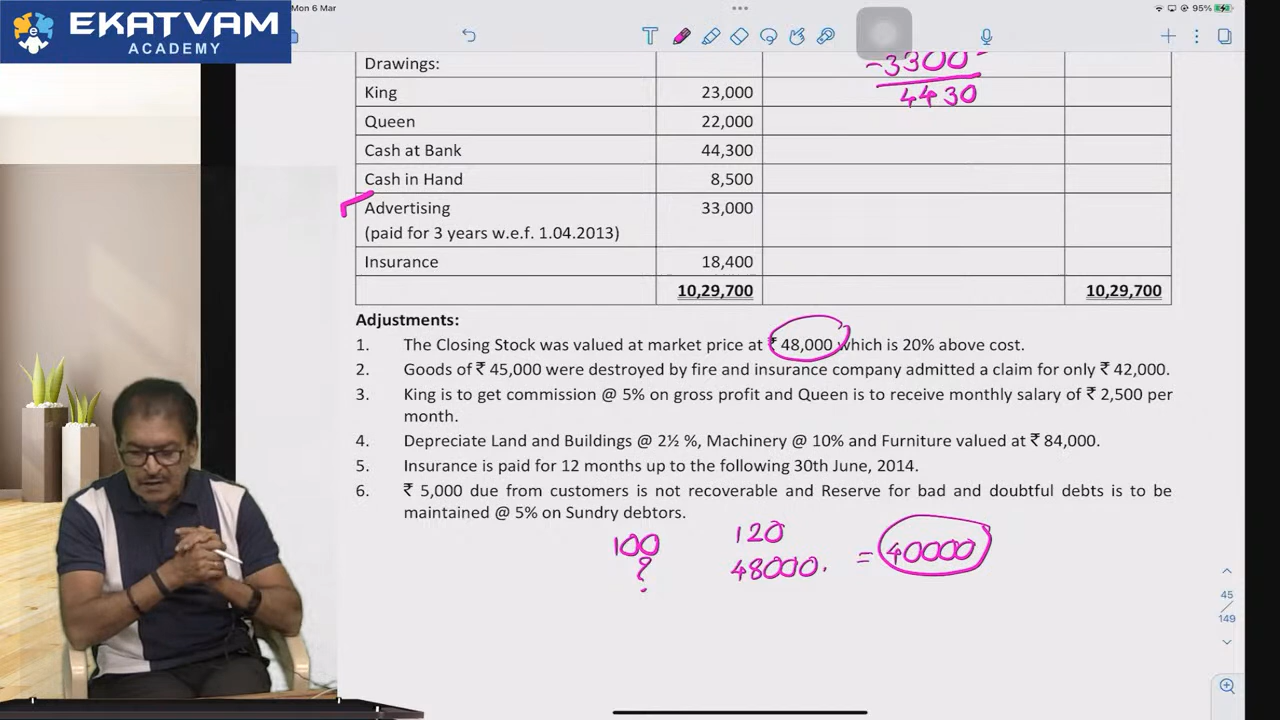 EKATVAM
ACADEMY
Mon 6 Mar
95%
T
Drawings:
-3300
4430
King 23,000
Queen 22,000
Cash at Bank 44,300
Cash in Hand 8,500
Advertising 33,000
(paid for 3 years w.e.f. 1.04.2013)
Insurance 18,400
10,29,700 10,29,700
Adjustments:
1. The Closing Stock was valued at market price at ₹ 48,000 which is 20% above cost.
2. Goods of ₹ 45,000 were destroyed by fire and insurance company admitted a claim for only ₹ 42,000.
3. King is to get commission @ 5% on gross profit and Queen is to receive monthly salary of ₹ 2,500 per
month.
4. Depreciate Land and Buildings @ 2½ %, Machinery @ 10% and Furniture valued at ₹ 84,000.
5. Insurance is paid for 12 months up to the following 30th June, 2014.
6. ₹ 5,000 due from customers is not recoverable and Reserve for bad and doubtful debts is to be
maintained @ 5% on Sundry debtors.
100 120
? 48000. = 40000
45
149